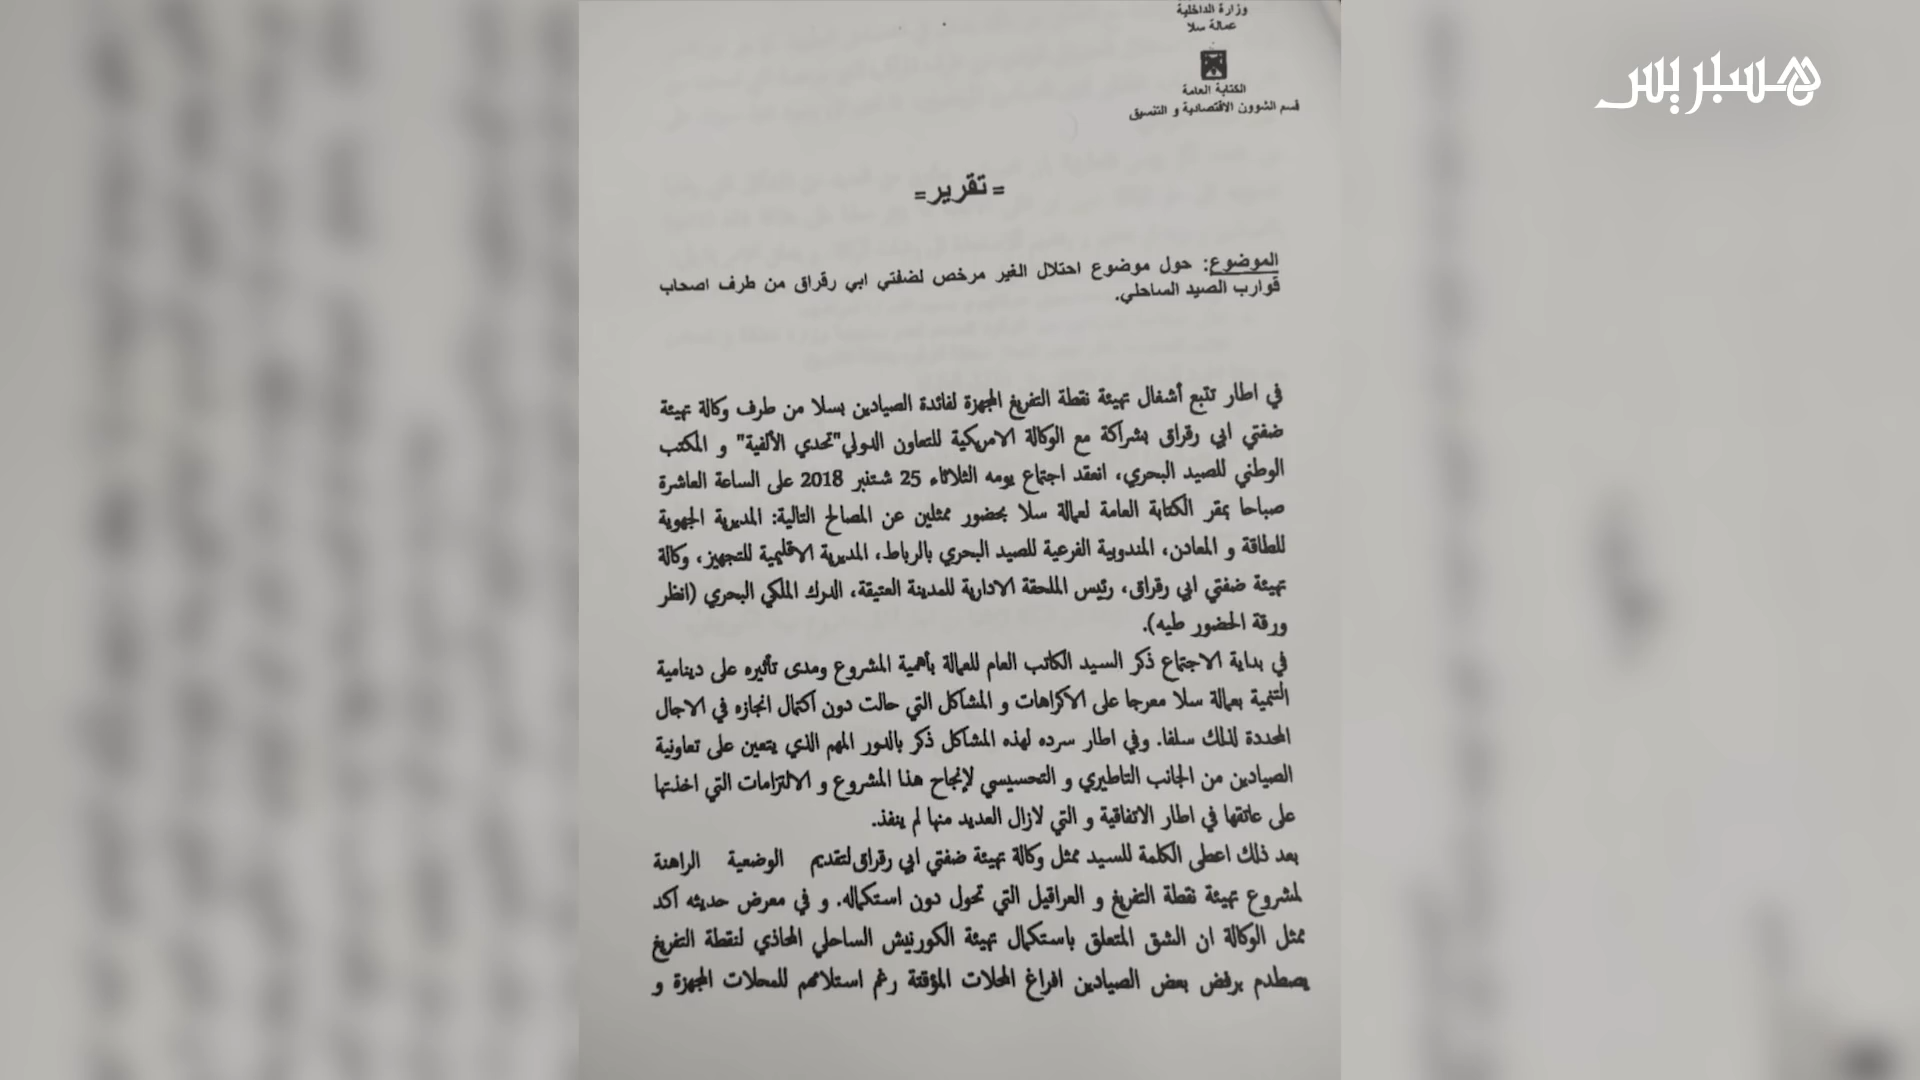 وزارة الداخلية
عمالة سلا
هسبريس
الكتابة العامة
قسم الشوون الاقتصادية و التنسيق
= تقرير =
الموضوع: حول موضوع احتلال الغير مرخص لضفتي ابي رقراق من طرف اصحاب
قوارب الصيد الساحلي.
في اطار تتبع أشغال تهيئة نقطة التفريغ المجهزة لفائدة الصيادين بسلا من طرف وكالة تهيئة
ضفتي ابي رقراق بشراكة مع الوكالة الامريكية للتعاون الدولي"تحدي الألفية" و المكتب
الوطني للصيد البحري، انعقد اجتماع يومه الثلاثاء 25 شتنبر 2018 على الساعة العاشرة
صباحا بمقر الكتابة العامة لعمالة سلا بحضور ممثلين عن المصالح التالية: المديرية الجهوية
للطاقة و المعادن، المندوبية الفرعية للصيد البحري بالرباط، المديرية الاقليمية للتجهيز، وكالة
تهيئة ضفتي ابي رقراق، رئيس الملحقة الادارية للمدينة العتيقة، الدرك الملكي البحري (انظر
ورقة الحضور طيه).
في بداية الاجتماع ذكر السيد الكاتب العام للعمالة بأهمية المشروع ومدى تأثيره على دينامية
التنمية بعمالة سلا معرجا على الاكراهات و المشاكل التي حالت دون اكتمال انجازه في الاجال
المحددة لذلك سلفا. وفي اطار سرده لهذه المشاكل ذكر بالدور المهم الذي يتعين على تعاونية
الصيادين من الجانب التاطيري و التحسيسي لإنجاح هذا المشروع و الالتزامات التي اخذتها
على عاتقها في اطار الاتفاقية و التي لازال العديد منها لم ينفذ.
بعد ذلك اعطى الكلمة للسيد ممثل وكالة تهيئة ضفتي ابي رقراق لتقديم الوضعية الراهنة
لمشروع تهيئة نقطة التفريغ و العراقيل التي تحول دون استكماله. و في معرض حديثه أكد
ممثل الوكالة ان الشق المتعلق باستكمال تهيئة الكورنيش الساحلي المحاذي لنقطة التفريغ
يصطدم برفض بعض الصيادين افراغ المحلات المؤقتة رغم استلامهم للمحلات المجهزة و